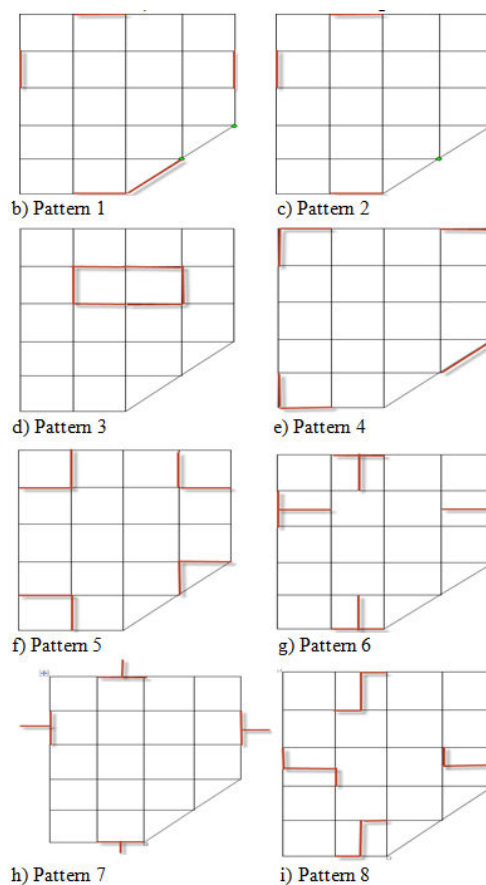 b) Pattern 1
c) Pattern 2
d) Pattern 3
e) Pattern 4
f) Pattern 5
g) Pattern 6
h) Pattern 7
i) Pattern 8